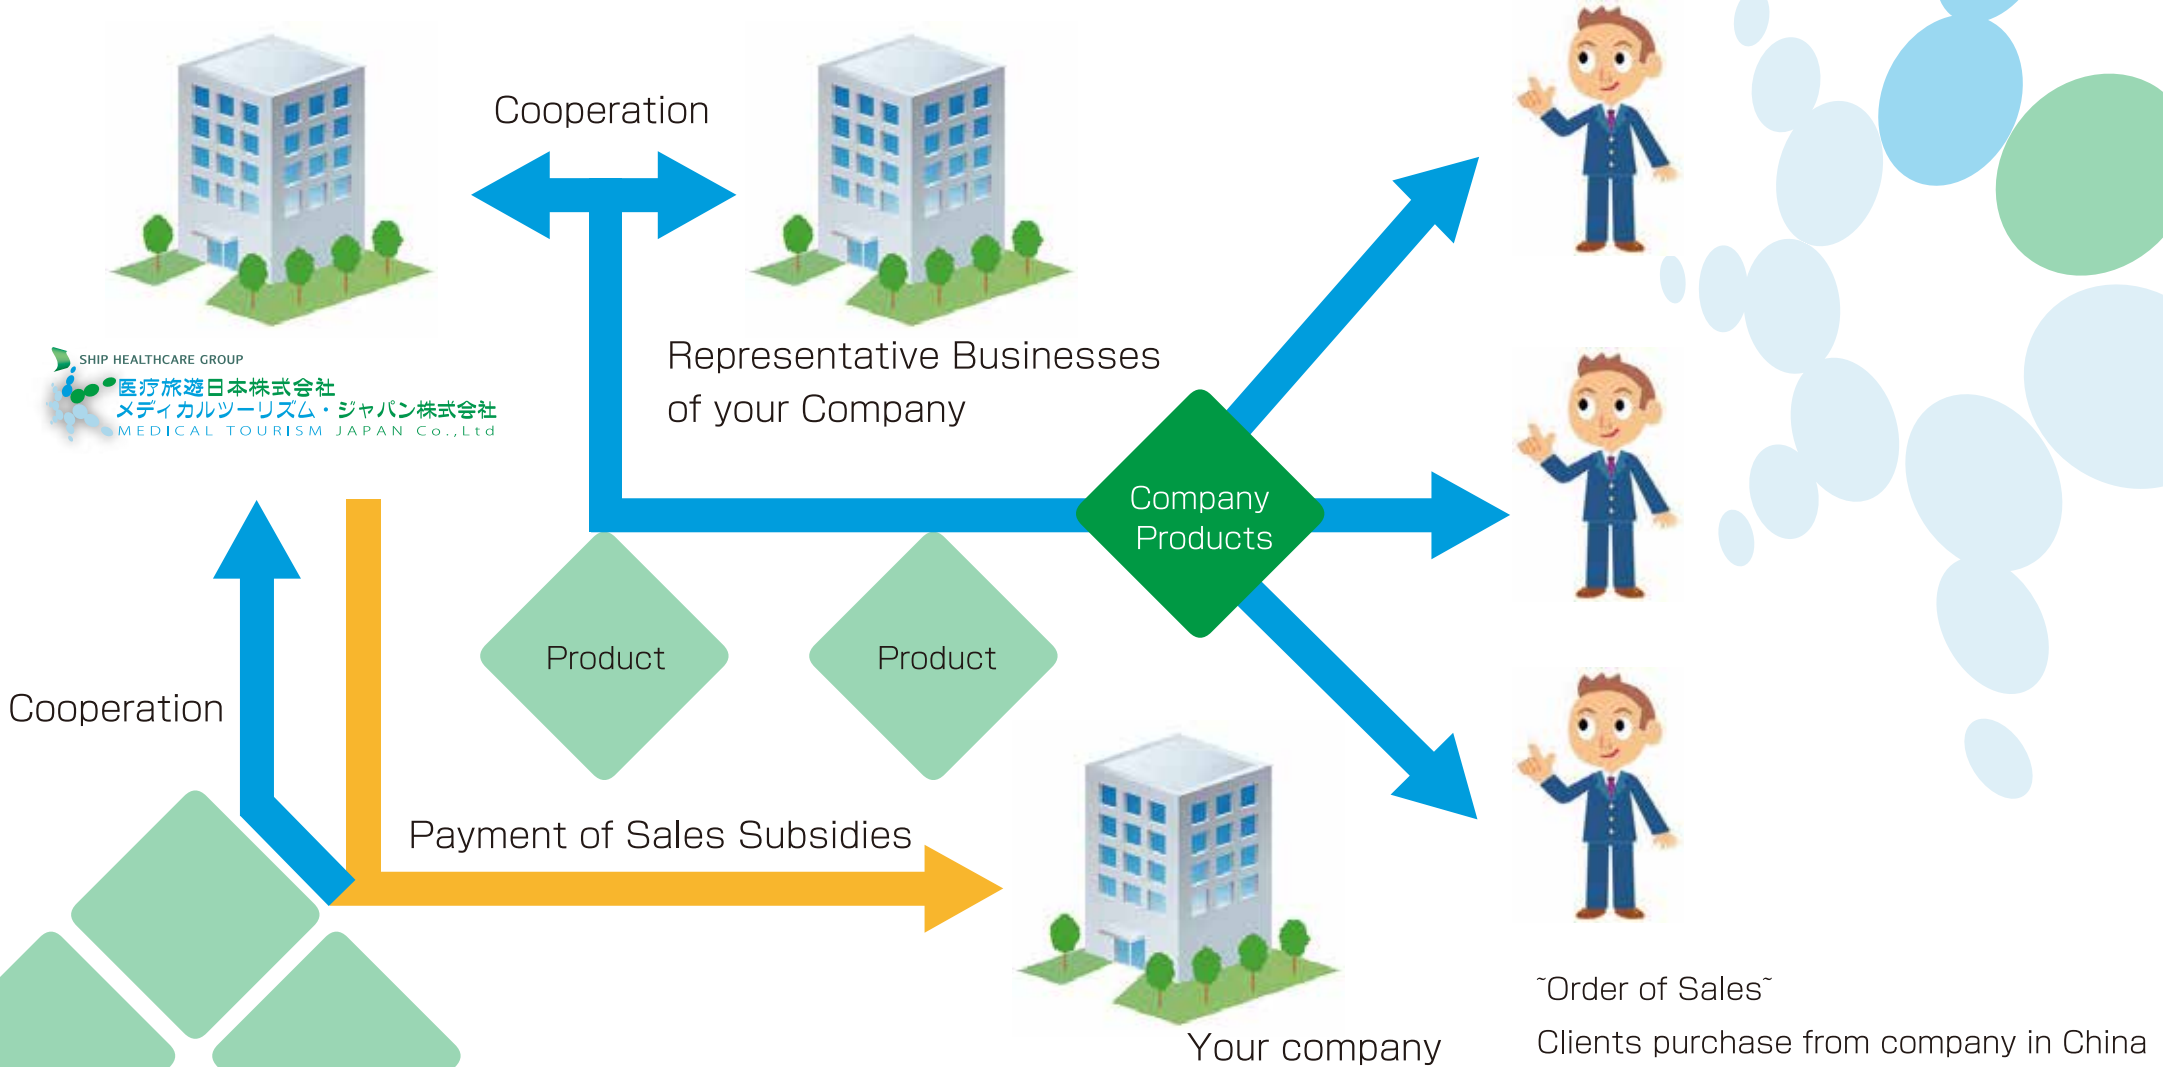 Cooperation
SHIP HEALTHCARE GROUP
医疗旅遊日本株式会社
メディカルツーリズム・ジャパン株式会社
MEDICAL TOURISM JAPAN Co.,Ltd
Representative Businesses
of your Company
Company
Products
Product
Product
Cooperation
Payment of Sales Subsidies
Your company
~Order of Sales~
Clients purchase from company in China